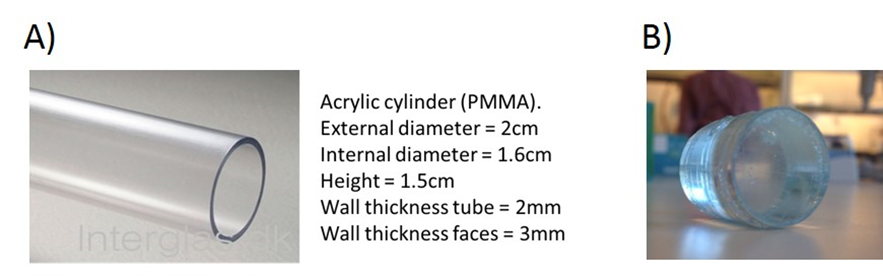 A)
B)
Acrylic cylinder (PMMA).
External diameter = 2cm
Internal diameter = 1.6cm
Height = 1.5cm
Wall thickness tube = 2mm
Wall thickness faces = 3mm